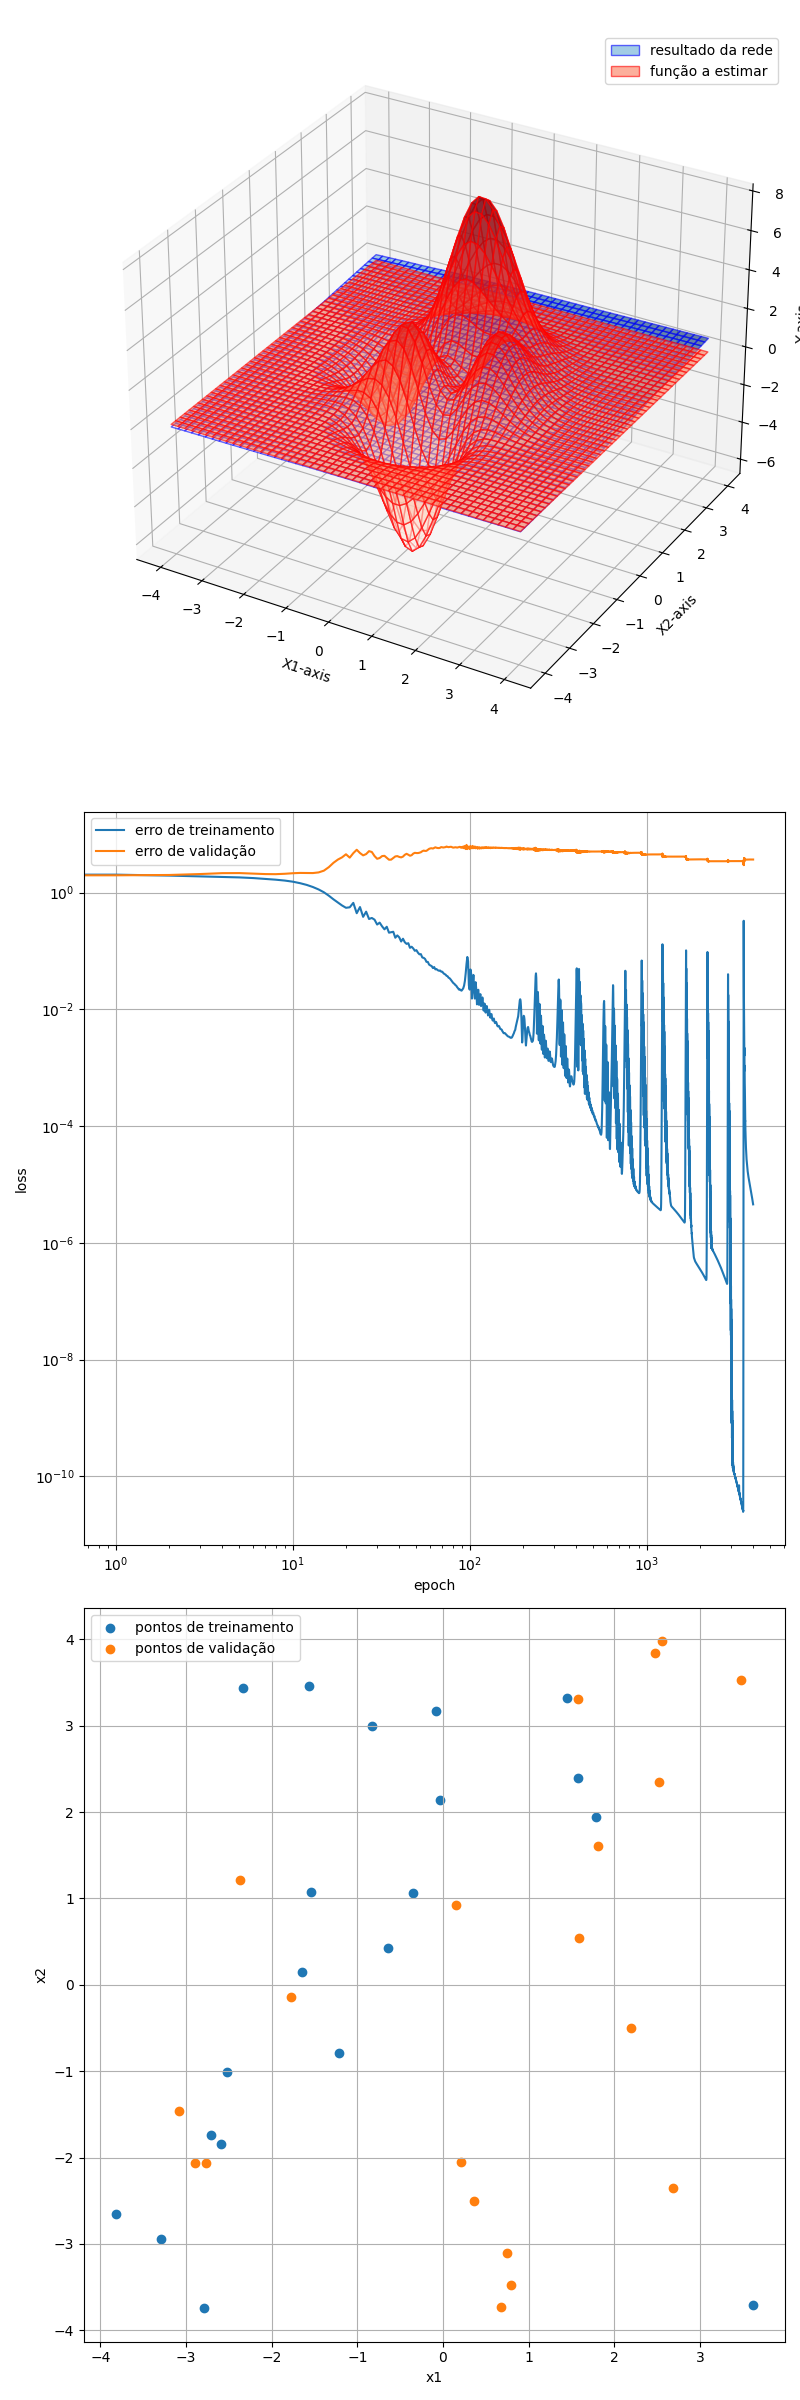 resultado da rede
função a estimar
8
6
4
2
0
−2
−4
−6
4
3
2
1
0
−1
−2
−3
−4
X2-axis
−4
−3
−2
−1
0
1
2
3
4
X1-axis
erro de treinamento
erro de validação
10^0
10^-2
10^-4
10^-6
10^-8
10^-10
loss
10^0 10^1 10^2 10^3
epoch
pontos de treinamento
pontos de validação
4
3
2
1
0
−1
−2
−3
−4
x2
−4 −3 −2 −1 0 1 2 3
x1